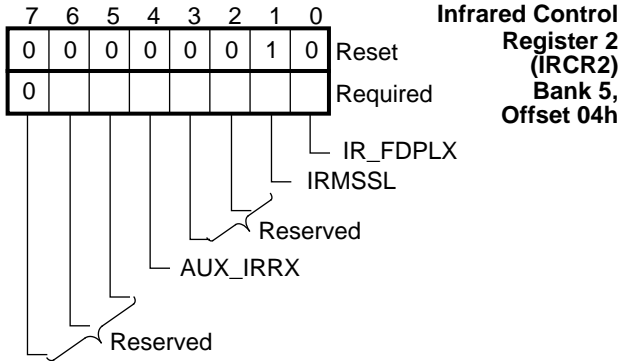 7 6 5 4 3 2 1 0
0 0 0 0 0 0 1 0 Reset
0 Required
Infrared Control
Register 2
(IRCR2)
Bank 5,
Offset 04h
IR_FDPLX
IRMSSL
Reserved
AUX_IRRX
Reserved